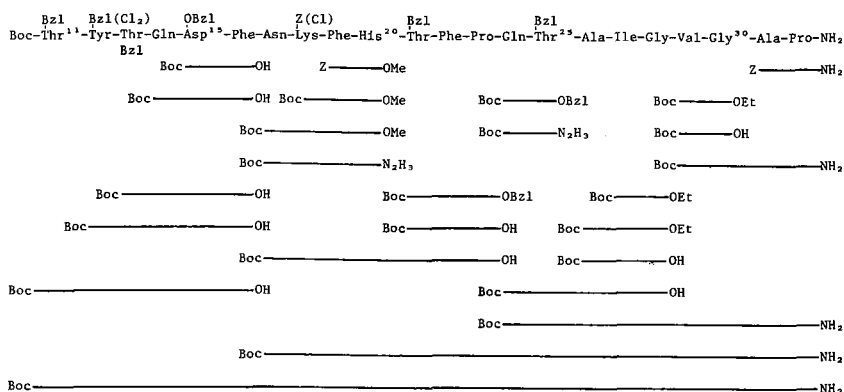 Bzl Bzl(Cl₂) OBzl Z(Cl) Bzl Bzl
Boc-Thr¹¹-Tyr-Thr-Gln-Asp¹⁵-Phe-Asn-Lys-Phe-His²⁰-Thr-Phe-Pro-Gln-Thr²⁵-Ala-Ile-Gly-Val-Gly³⁰-Ala-Pro-NH₂
Bzl
Boc OH Z OMe Z NH₂
Boc OH Boc OMe Boc OBzl Boc OEt
Boc OMe Boc N₂H₃ Boc OH
Boc N₂H₃ Boc NH₂
Boc OH Boc OBzl Boc OEt
Boc OH Boc OH Boc OEt
Boc OH Boc OH
Boc OH Boc OH
Boc NH₂
Boc NH₂
Boc NH₂